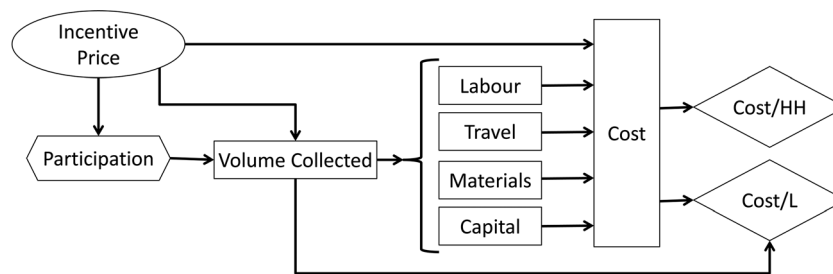 Incentive
Price
Participation
Volume Collected
Labour
Travel
Materials
Capital
Cost
Cost/HH
Cost/L